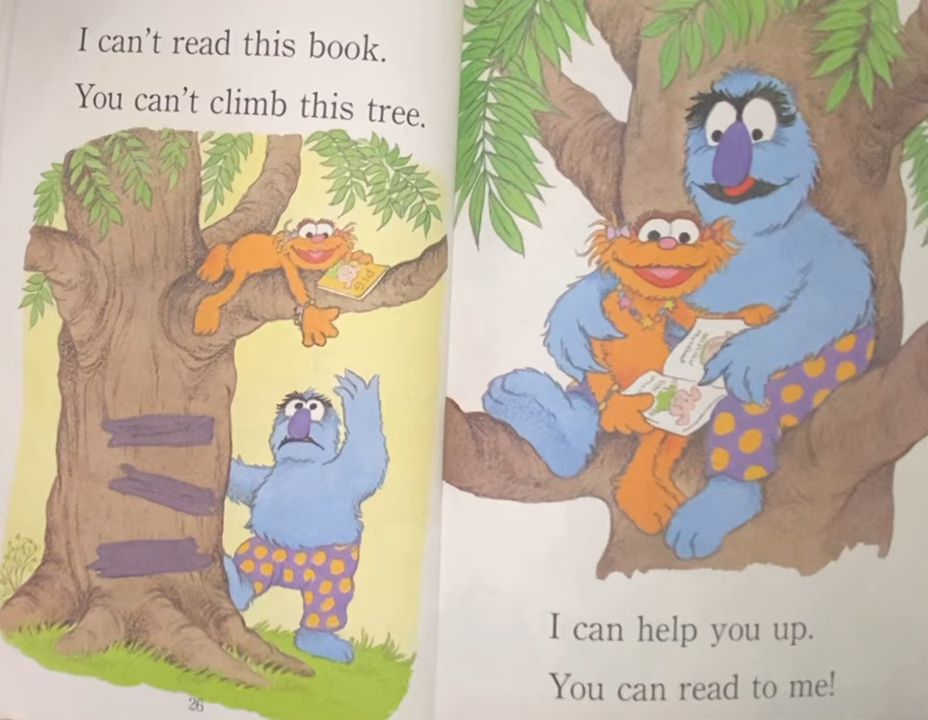 I can't read this book.
You can't climb this tree.
PIG
26
I can help you up.
You can read to me!